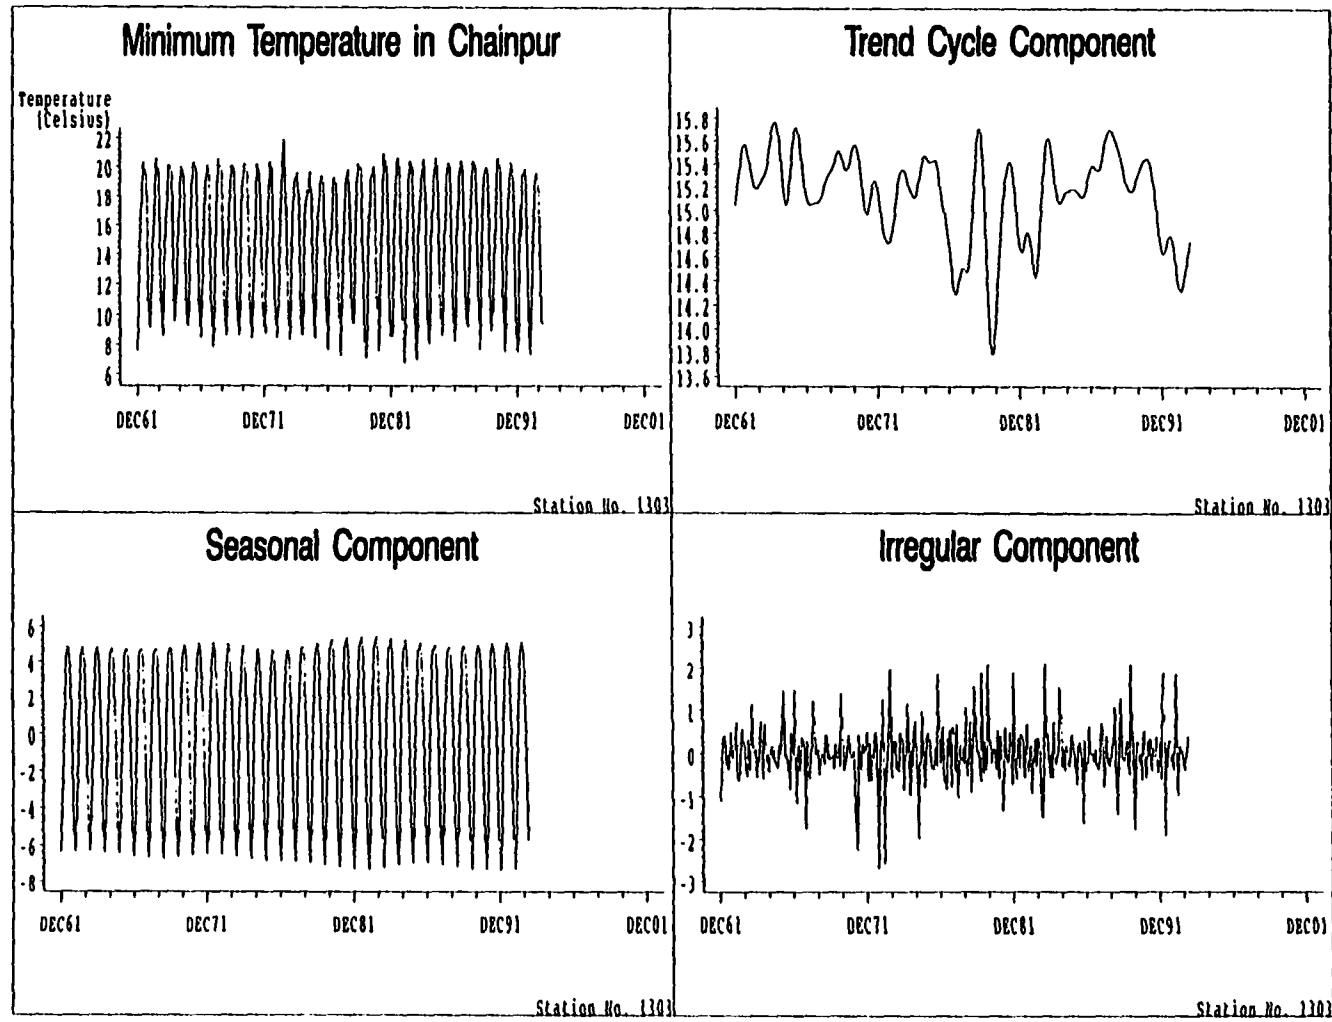 Minimum Temperature in Chainpur
Temperature
(Celsius)
22
20
18
16
14
12
10
8
6
DEC61 DEC71 DEC81 DEC91 DEC01
Station No. 1303
Trend Cycle Component
15.8
15.6
15.4
15.2
15.0
14.8
14.6
14.4
14.2
14.0
13.8
13.6
DEC61 DEC71 DEC81 DEC91 DEC01
Station No. 1303
Seasonal Component
6
4
2
0
-2
-4
-6
-8
DEC61 DEC71 DEC81 DEC91 DEC01
Station No. 1303
Irregular Component
3
2
1
0
-1
-2
-3
DEC61 DEC71 DEC81 DEC91 DEC01
Station No. 1303